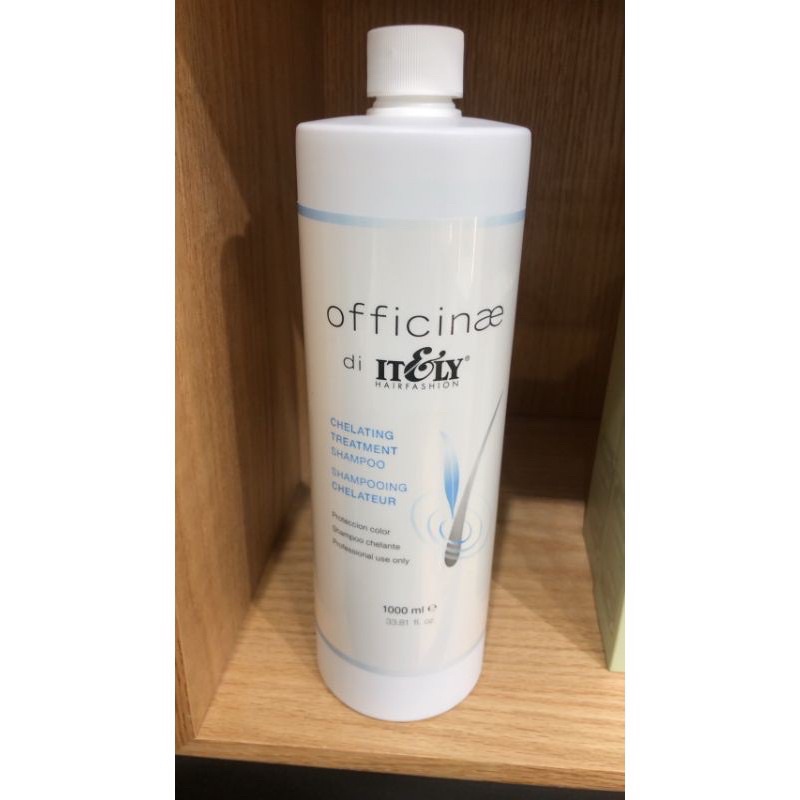 officinæ
di IT&LY®
HAIRFASHION
CHELATING
TREATMENT
SHAMPOO
SHAMPOOING
CHELATEUR
Proteccion color
Shampoo chelante
Professional use only
1000 ml ℮
33.81 fl. oz